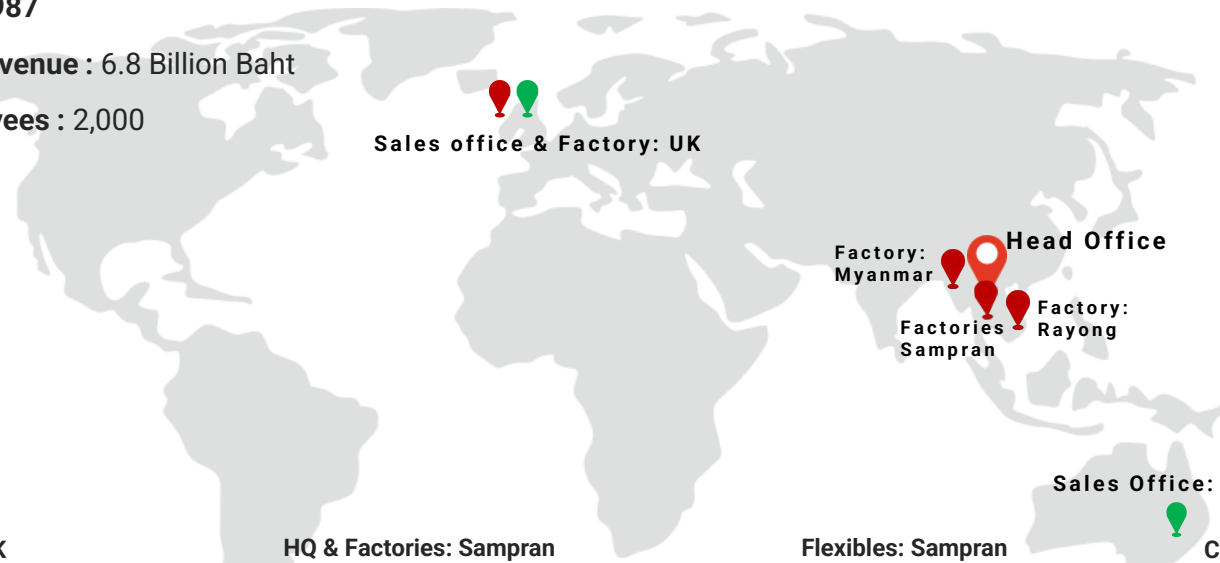 987
venue : 6.8 Billion Baht
yees : 2,000
Sales office & Factory: UK
Head Office
Factory:
Myanmar
Factory:
Rayong
Factories
Sampran
Sales Office:
K
HQ & Factories: Sampran
Flexibles: Sampran
C